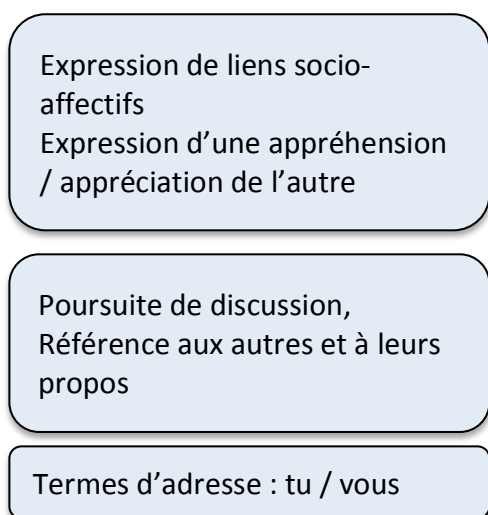 Expression de liens socio-
affectifs
Expression d’une appréhension
/ appréciation de l’autre
Poursuite de discussion,
Référence aux autres et à leurs
propos
Termes d’adresse : tu / vous